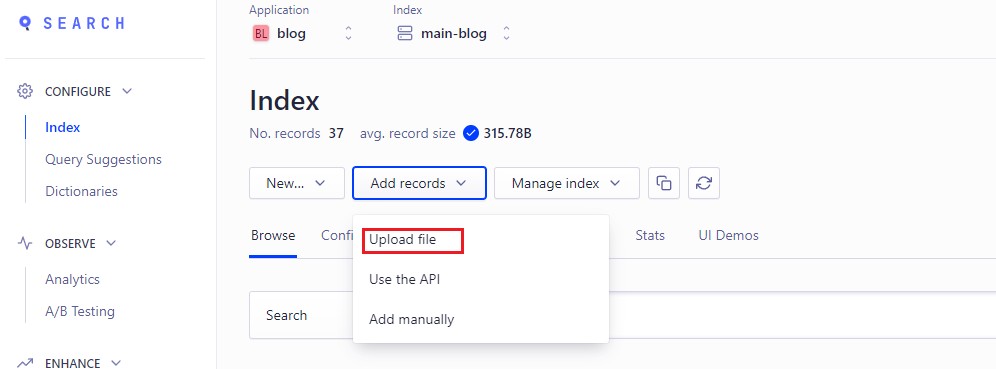 SEARCH
Application
BL blog
Index
main-blog
CONFIGURE
Index
Query Suggestions
Dictionaries
OBSERVE
Analytics
A/B Testing
ENHANCE
Index
No. records 37 avg. record size 315.78B
New... Add records Manage index
Browse Confi Stats UI Demos
Upload file
Use the API
Add manually
Search